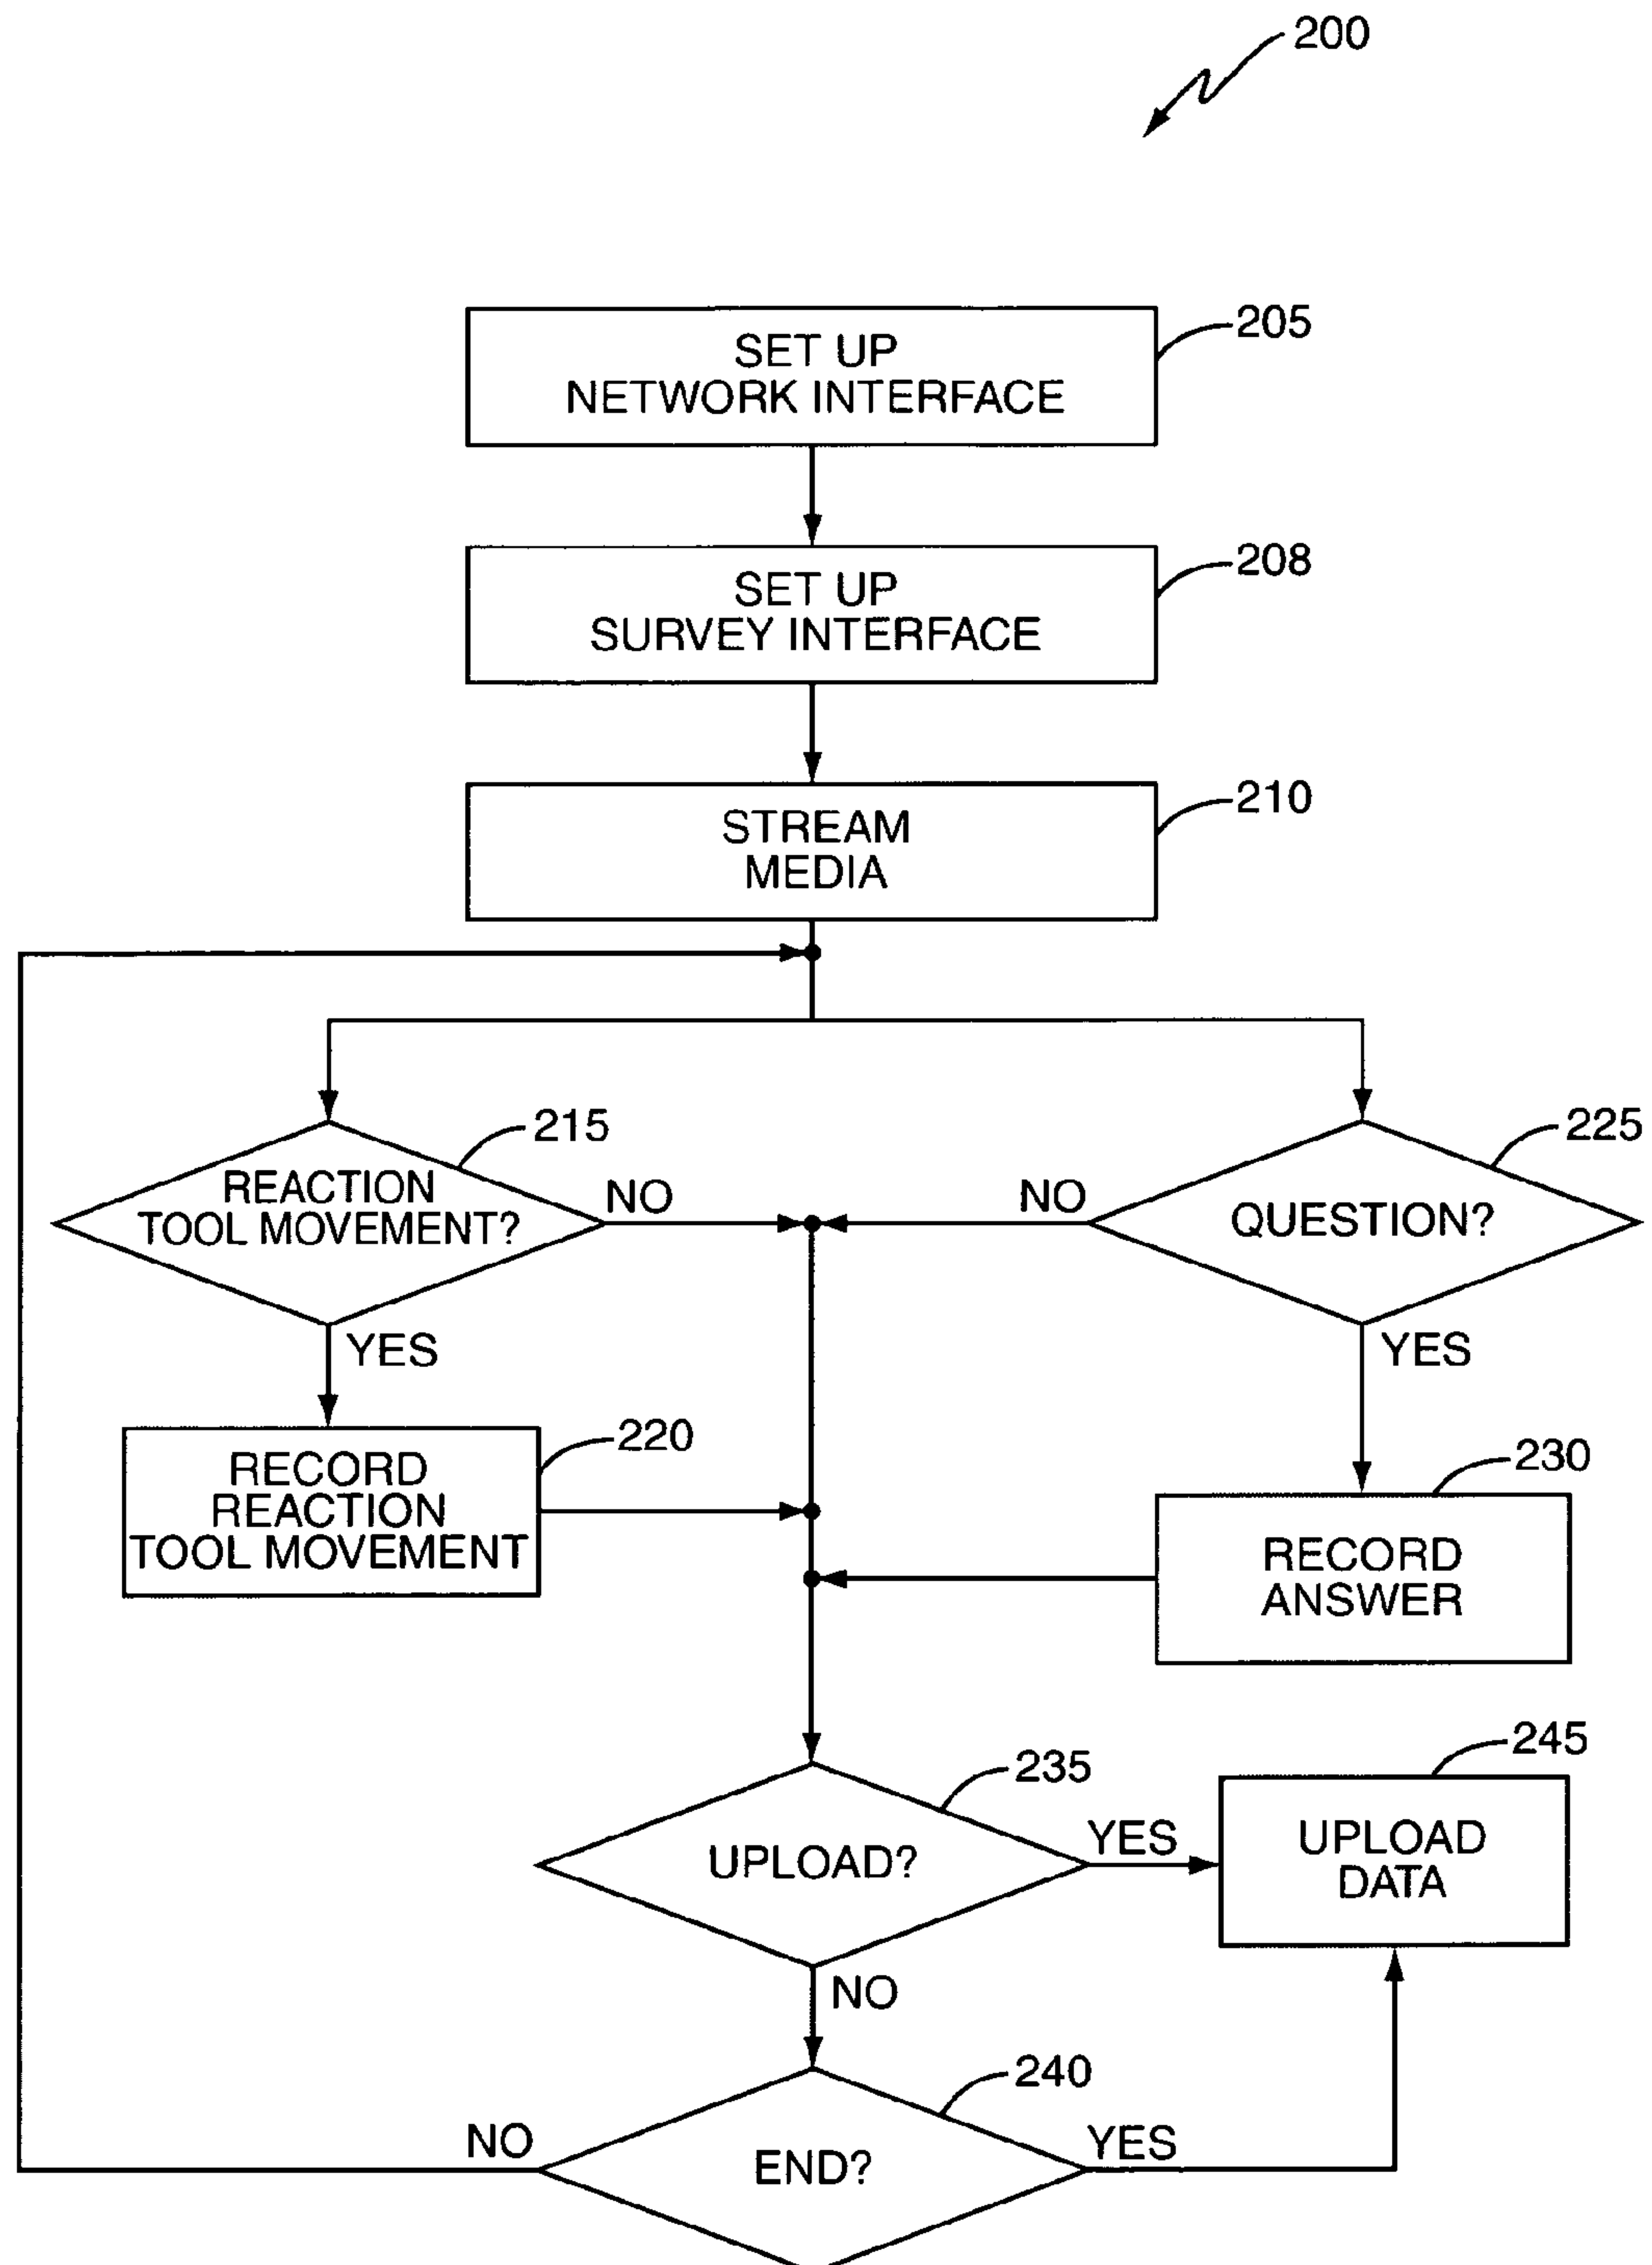 200
SET UP
NETWORK INTERFACE
205
SET UP
SURVEY INTERFACE
208
STREAM
MEDIA
210
REACTION
TOOL MOVEMENT?
215
NO
YES
NO
QUESTION?
225
YES
RECORD
REACTION
TOOL MOVEMENT
220
RECORD
ANSWER
230
UPLOAD?
235
YES
UPLOAD
DATA
245
NO
END?
240
NO
YES